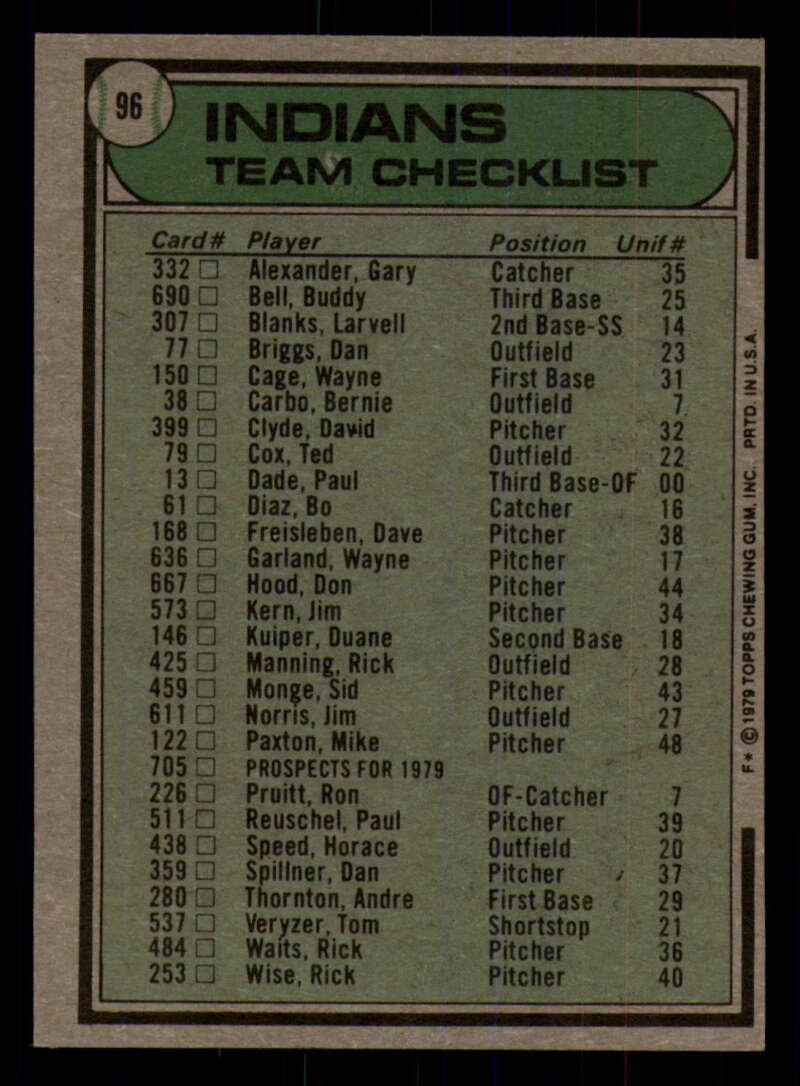 96
INDIANS
TEAM CHECKLIST
Card# Player Position Unif#
332 □ Alexander, Gary Catcher 35
690 □ Bell, Buddy Third Base 25
307 □ Blanks, Larvell 2nd Base-SS 14
77 □ Briggs, Dan Outfield 23
150 □ Cage, Wayne First Base 31
38 □ Carbo, Bernie Outfield 7
399 □ Clyde, David Pitcher 32
79 □ Cox, Ted Outfield 22
13 □ Dade, Paul Third Base-OF 00
61 □ Diaz, Bo Catcher 16
168 □ Freisleben, Dave Pitcher 38
636 □ Garland, Wayne Pitcher 17
667 □ Hood, Don Pitcher 44
573 □ Kern, Jim Pitcher 34
146 □ Kuiper, Duane Second Base 18
425 □ Manning, Rick Outfield 28
459 □ Monge, Sid Pitcher 43
611 □ Norris, Jim Outfield 27
122 □ Paxton, Mike Pitcher 48
705 □ PROSPECTS FOR 1979
226 □ Pruitt, Ron OF-Catcher 7
511 □ Reuschel, Paul Pitcher 39
438 □ Speed, Horace Outfield 20
359 □ Spillner, Dan Pitcher 37
280 □ Thornton, Andre First Base 29
537 □ Veryzer, Tom Shortstop 21
484 □ Waits, Rick Pitcher 36
253 □ Wise, Rick Pitcher 40
F* © 1979 TOPPS CHEWING GUM, INC. PRTD. IN U.S.A.